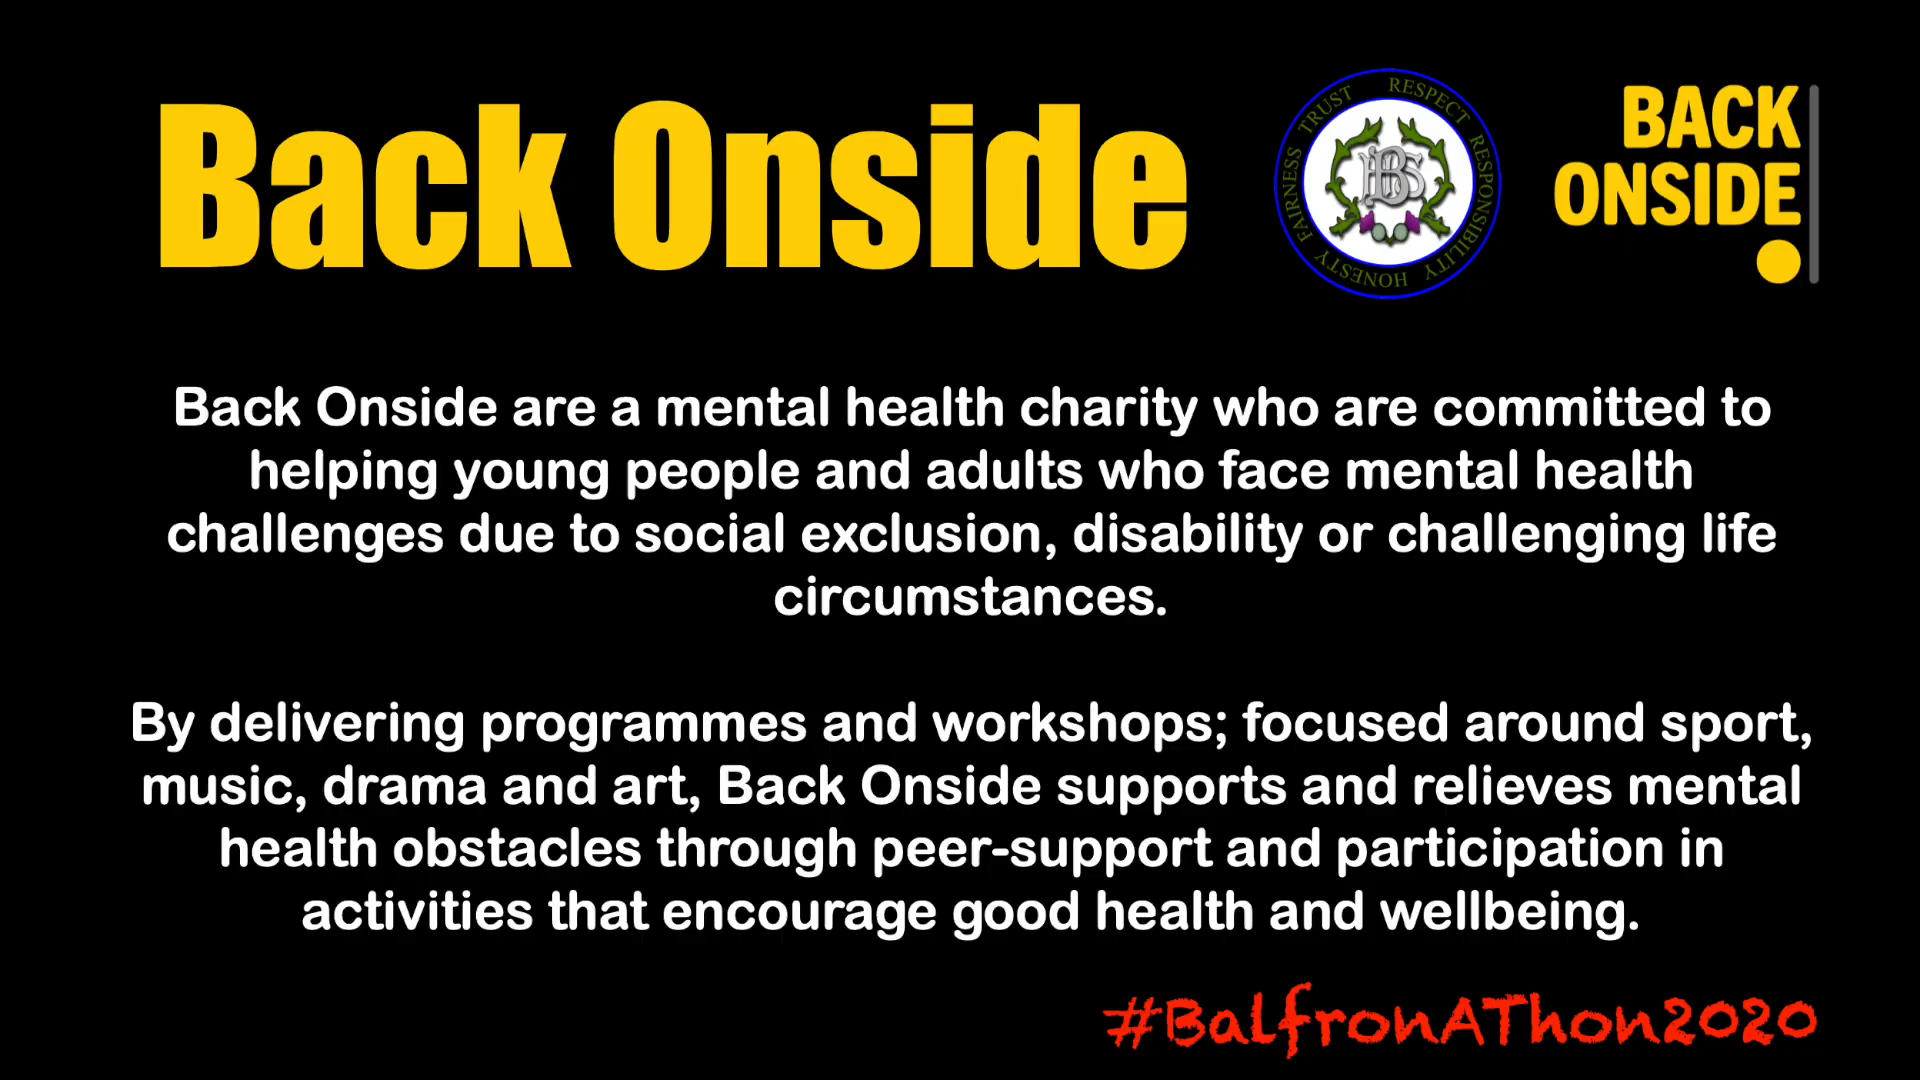 Back Onside
TRUST RESPECT RESPONSIBILITY HONESTY FAIRNESS
BHS
BACK
ONSIDE
Back Onside are a mental health charity who are committed to
helping young people and adults who face mental health
challenges due to social exclusion, disability or challenging life
circumstances.
By delivering programmes and workshops; focused around sport,
music, drama and art, Back Onside supports and relieves mental
health obstacles through peer-support and participation in
activities that encourage good health and wellbeing.
#BalfronAThon2020